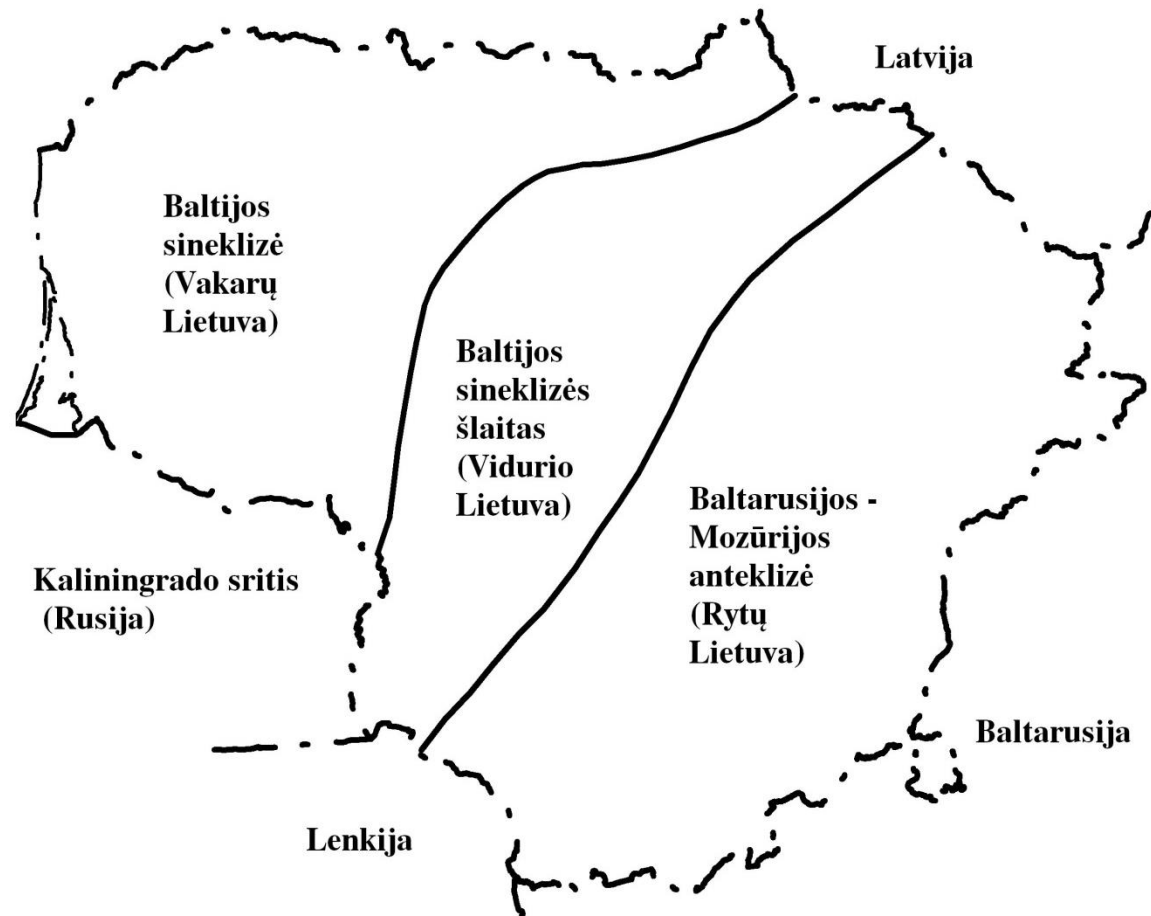 Latvija
Baltijos
sineklizė
(Vakarų
Lietuva)
Baltijos
sineklizės
šlaitas
(Vidurio
Lietuva)
Baltarusijos -
Mozūrijos
anteklizė
(Rytų
Lietuva)
Kaliningrado sritis
(Rusija)
Baltarusija
Lenkija